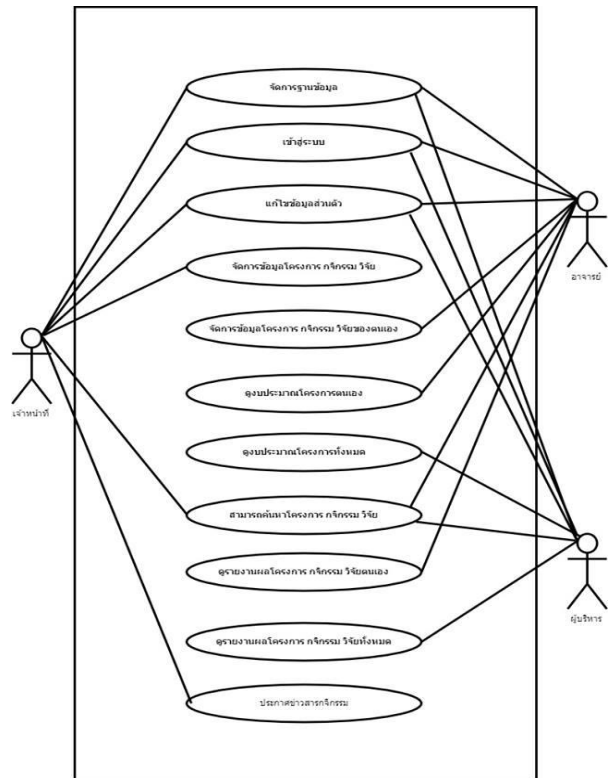 จัดการฐานข้อมูล
เข้าสู่ระบบ
แก้ไขข้อมูลส่วนตัว
อาจารย์
จัดการข้อมูลโครงการ กิจกรรม วิจัย
จัดการข้อมูลโครงการ กิจกรรม วิจัยของตนเอง
เจ้าหน้าที่
ดูงบประมาณโครงการตนเอง
ดูงบประมาณโครงการทั้งหมด
สามารถค้นหาโครงการ กิจกรรม วิจัย
ดูรายงานผลโครงการ กิจกรรม วิจัยตนเอง
ผู้บริหาร
ดูรายงานผลโครงการ กิจกรรม วิจัยทั้งหมด
ประกาศข่าวสารกิจกรรม